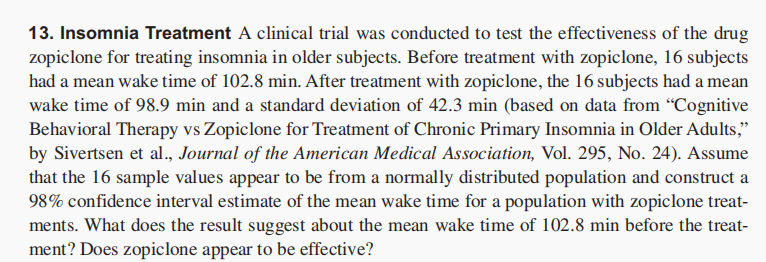 13. Insomnia Treatment A clinical trial was conducted to test the effectiveness of the drug
zopiclone for treating insomnia in older subjects. Before treatment with zopiclone, 16 subjects
had a mean wake time of 102.8 min. After treatment with zopiclone, the 16 subjects had a mean
wake time of 98.9 min and a standard deviation of 42.3 min (based on data from “Cognitive
Behavioral Therapy vs Zopiclone for Treatment of Chronic Primary Insomnia in Older Adults,”
by Sivertsen et al., Journal of the American Medical Association, Vol. 295, No. 24). Assume
that the 16 sample values appear to be from a normally distributed population and construct a
98% confidence interval estimate of the mean wake time for a population with zopiclone treat-
ments. What does the result suggest about the mean wake time of 102.8 min before the treat-
ment? Does zopiclone appear to be effective?